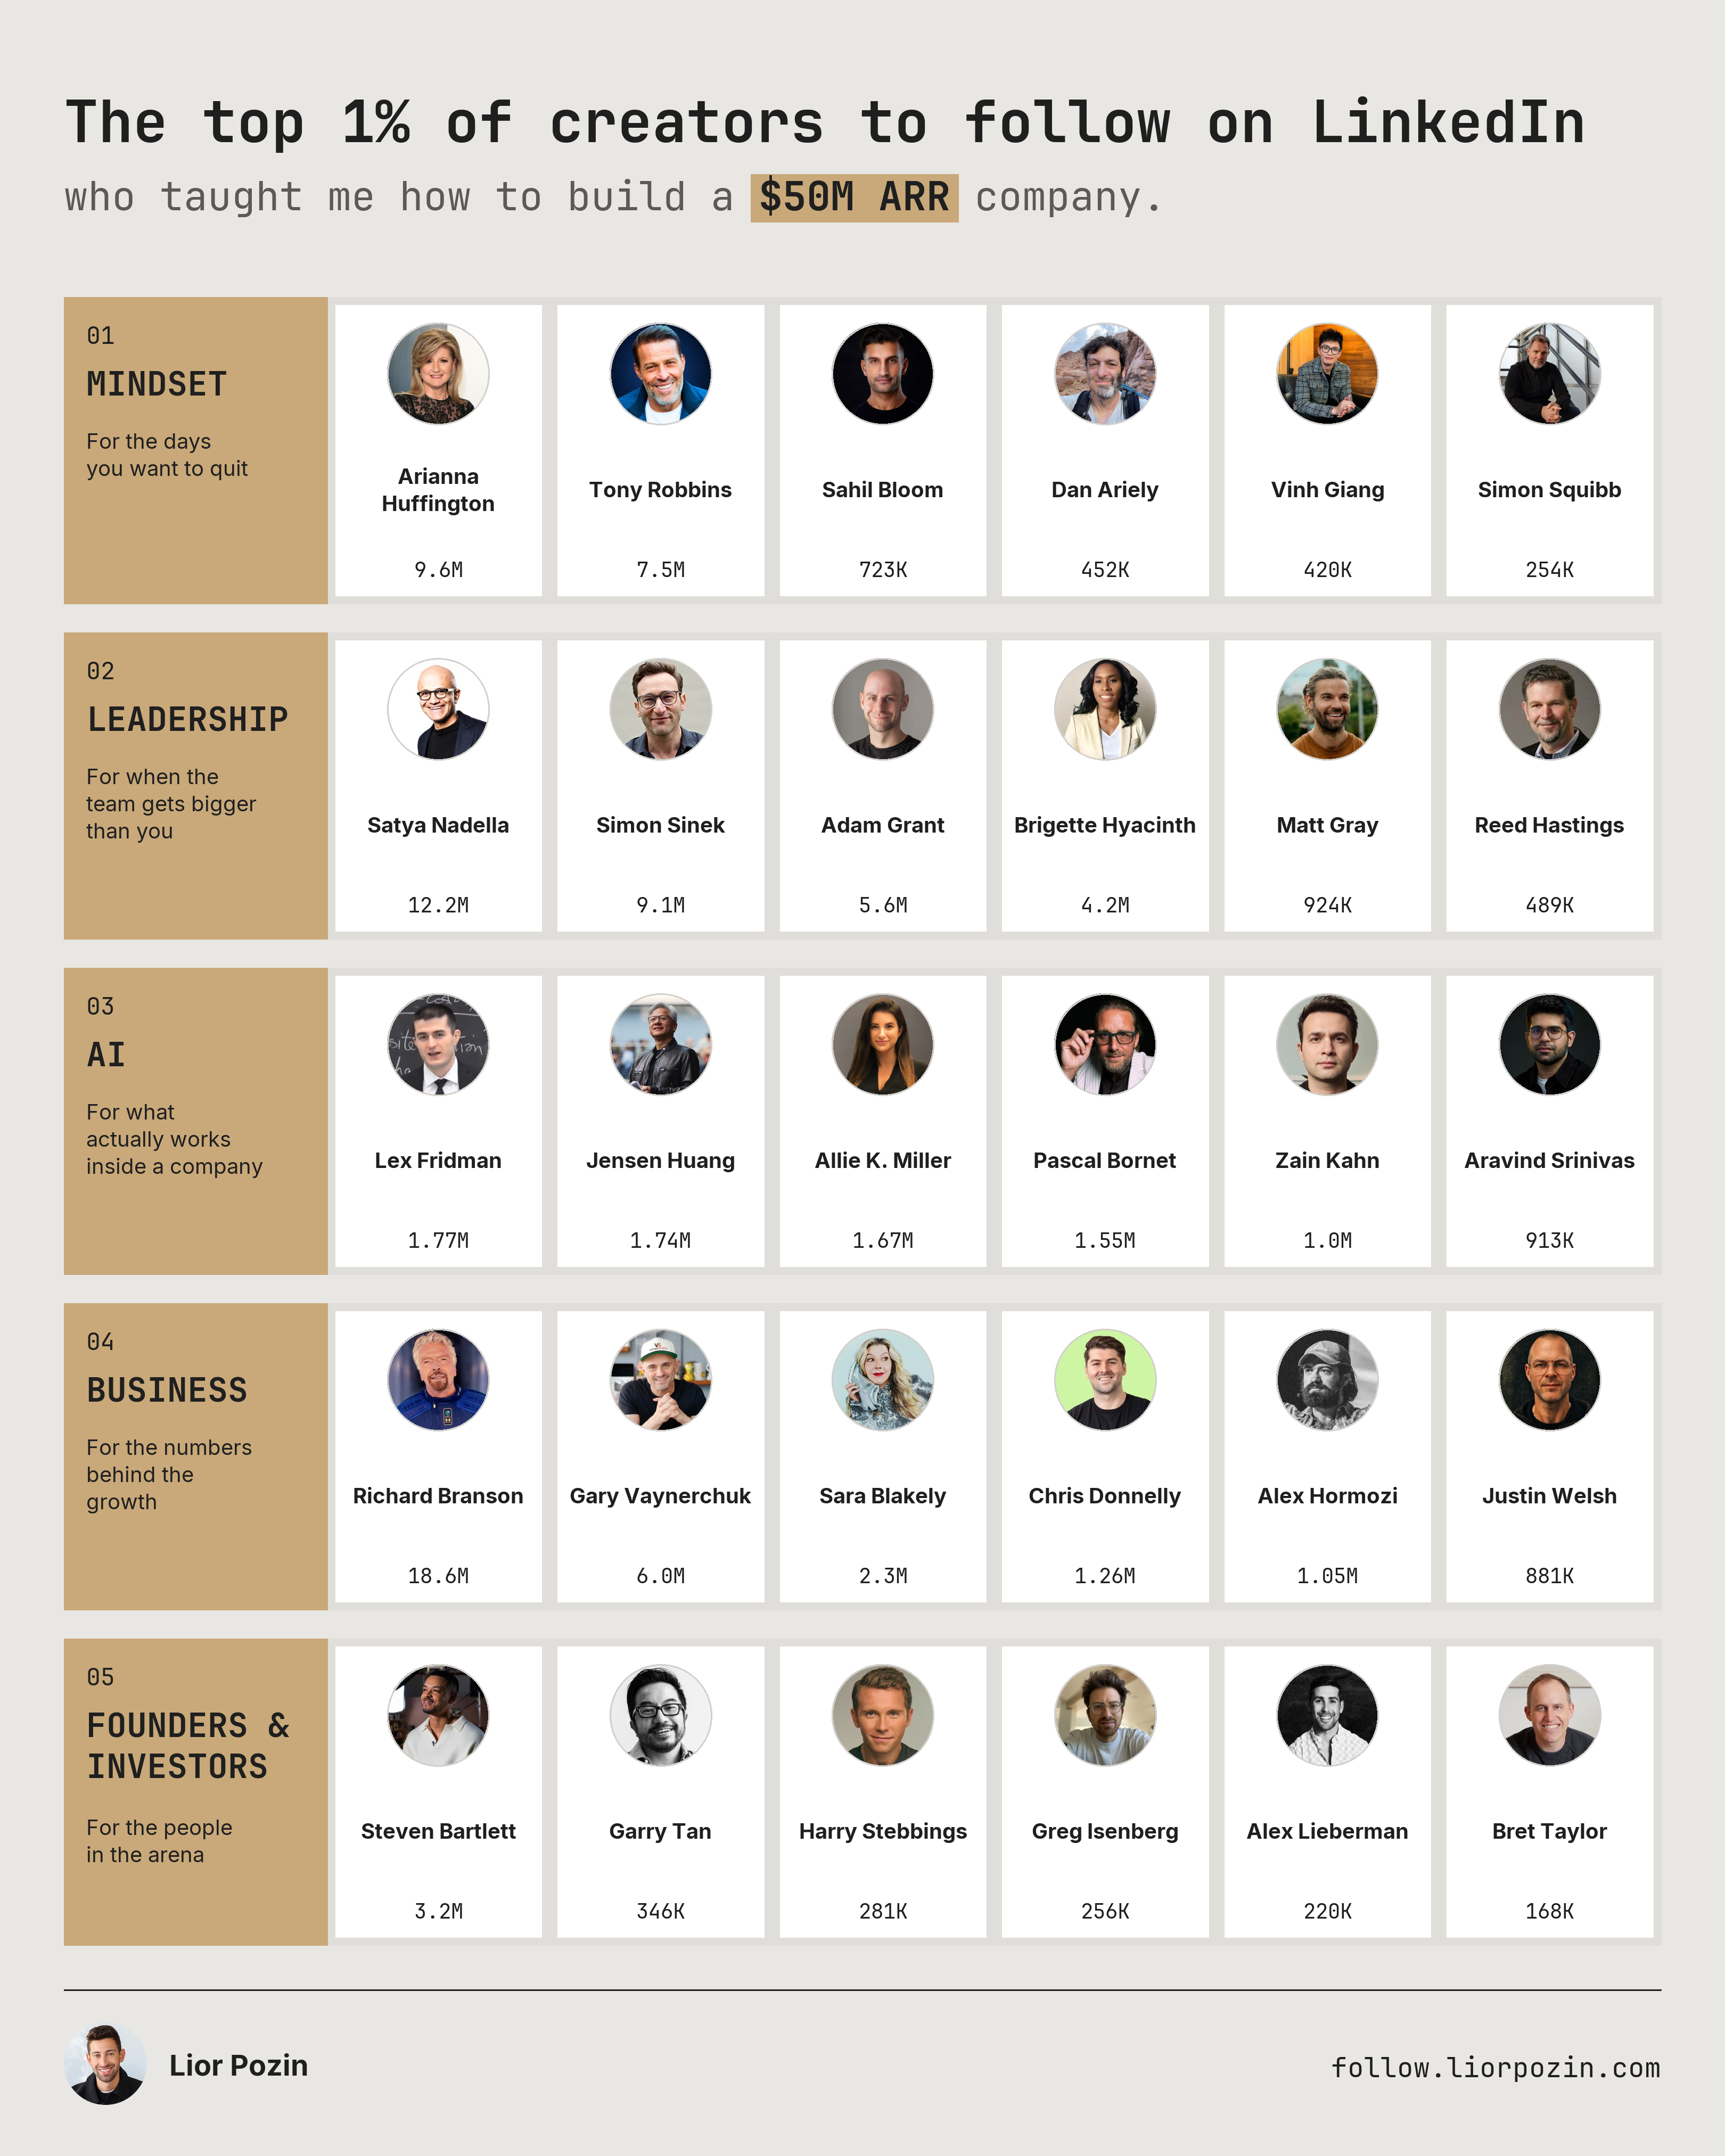 The top 1% of creators to follow on LinkedIn
who taught me how to build a $50M ARR company.
01
MINDSET
For the days
you want to quit
Arianna
Huffington
9.6M
Tony Robbins
7.5M
Sahil Bloom
723K
Dan Ariely
452K
Vinh Giang
420K
Simon Squibb
254K
02
LEADERSHIP
For when the
team gets bigger
than you
Satya Nadella
12.2M
Simon Sinek
9.1M
Adam Grant
5.6M
Brigette Hyacinth
4.2M
Matt Gray
924K
Reed Hastings
489K
03
AI
For what
actually works
inside a company
Lex Fridman
1.77M
Jensen Huang
1.74M
Allie K. Miller
1.67M
Pascal Bornet
1.55M
Zain Kahn
1.0M
Aravind Srinivas
913K
04
BUSINESS
For the numbers
behind the
growth
Richard Branson
18.6M
Gary Vaynerchuk
6.0M
Sara Blakely
2.3M
Chris Donnelly
1.26M
Alex Hormozi
1.05M
Justin Welsh
881K
05
FOUNDERS &
INVESTORS
For the people
in the arena
Steven Bartlett
3.2M
Garry Tan
346K
Harry Stebbings
281K
Greg Isenberg
256K
Alex Lieberman
220K
Bret Taylor
168K
Lior Pozin
follow.liorpozin.com